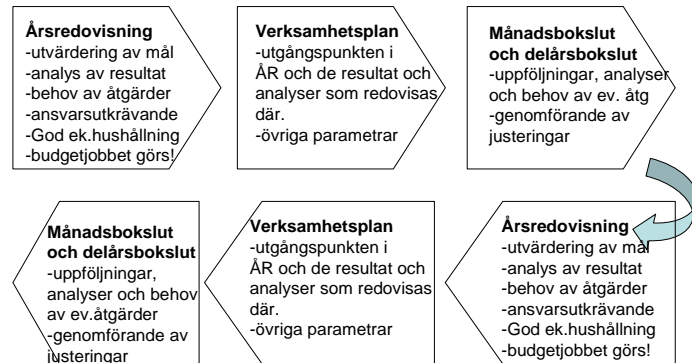 Årsredovisning
-utvärdering av mål
-analys av resultat
-behov av åtgärder
-ansvarsutkrävande
-God ek.hushållning
-budgetjobbet görs!
Verksamhetsplan
-utgångspunkten i
ÅR och de resultat och
analyser som redovisas
där.
-övriga parametrar
Månadsbokslut
och delårsbokslut
-uppföljningar, analyser
och behov av ev. åtg
-genomförande av
justeringar
Månadsbokslut
och delårsbokslut
-uppföljningar,
analyser och behov
av ev.åtgärder
-genomförande av
justeringar
Verksamhetsplan
-utgångspunkten i
ÅR och de resultat och
analyser som redovisas
där.
-övriga parametrar
Årsredovisning
-utvärdering av mål
-analys av resultat
-behov av åtgärder
-ansvarsutkrävande
-God ek.hushållning
-budgetjobbet görs!